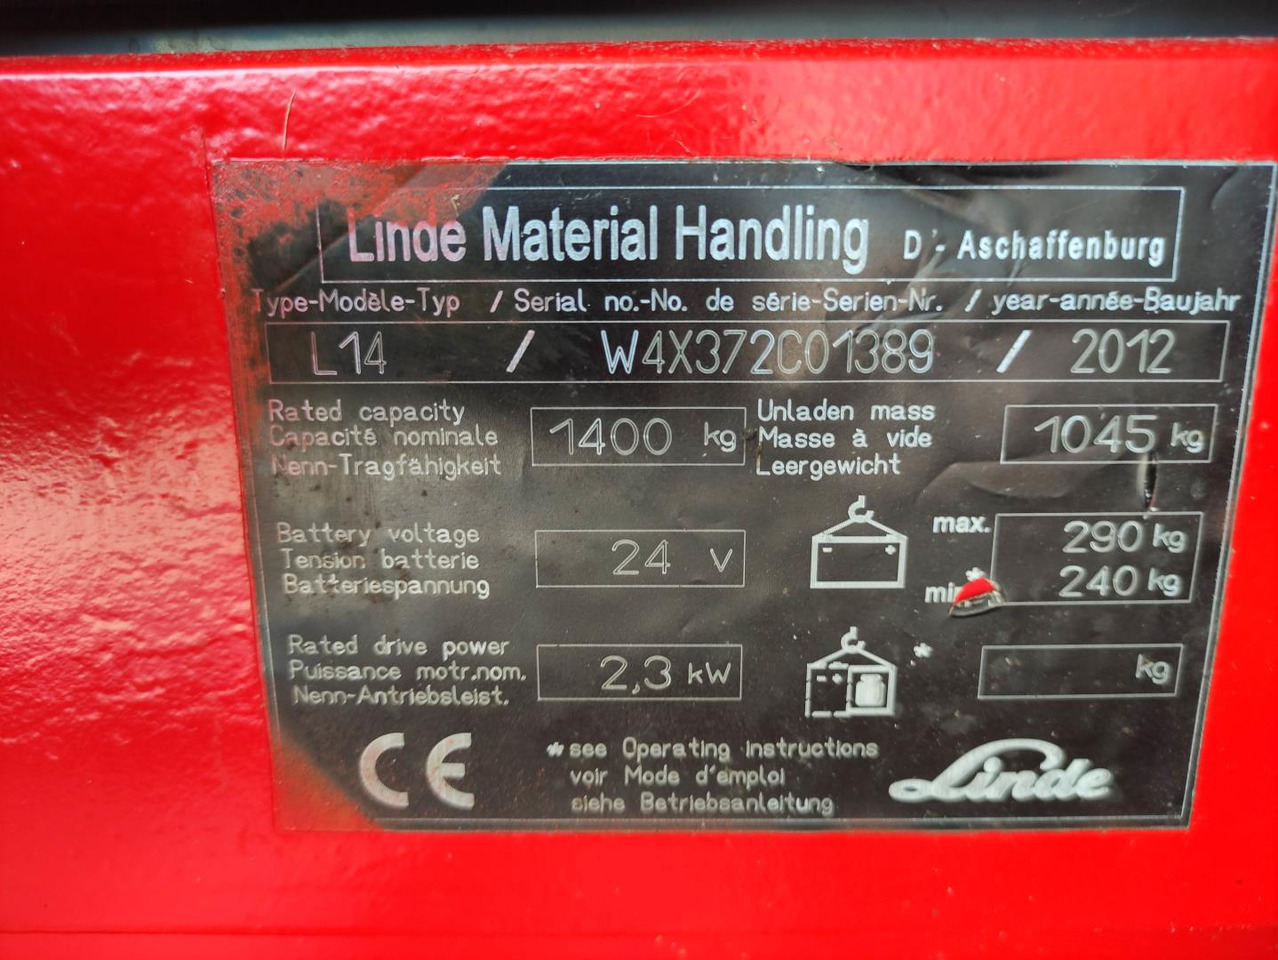 Linde Material Handling D - Aschaffenburg
Type-Modèle-Typ / Serial no.-No. de série-Serien-Nr. / year-année-Baujahr
L14 / W4X372C01389 / 2012
Rated capacity
Capacité nominale
Nenn-Tragfähigkeit
1400 kg
Unladen mass
Masse à vide
Leergewicht
1045 kg
Battery voltage
Tension batterie
Batteriespannung
24 V
max. 290 kg
* 240 kg
Rated drive power
Puissance motr.nom.
Nenn-Antriebsleist.
2,3 kW
* kg
CE
*see Operating instructions
voir Mode d'emploi
siehe Betriebsanleitung
Linde